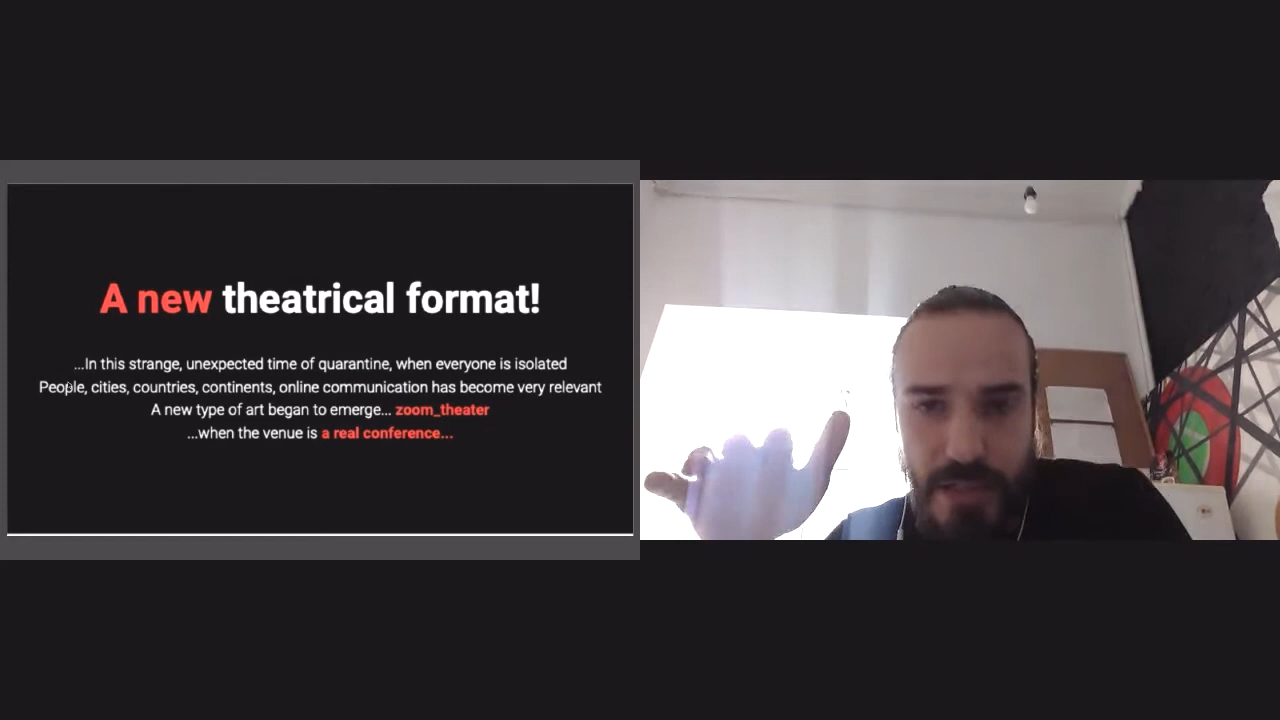 A new theatrical format!
...In this strange, unexpected time of quarantine, when everyone is isolated
People, cities, countries, continents, online communication has become very relevant
A new type of art began to emerge... zoom_theater
...when the venue is a real conference...